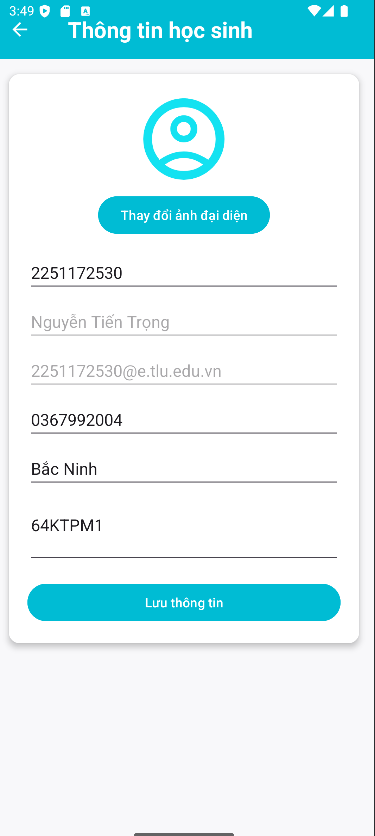 3:49
Thông tin học sinh
Thay đổi ảnh đại diện
2251172530
Nguyễn Tiến Trọng
2251172530@e.tlu.edu.vn
0367992004
Bắc Ninh
64KTPM1
Lưu thông tin